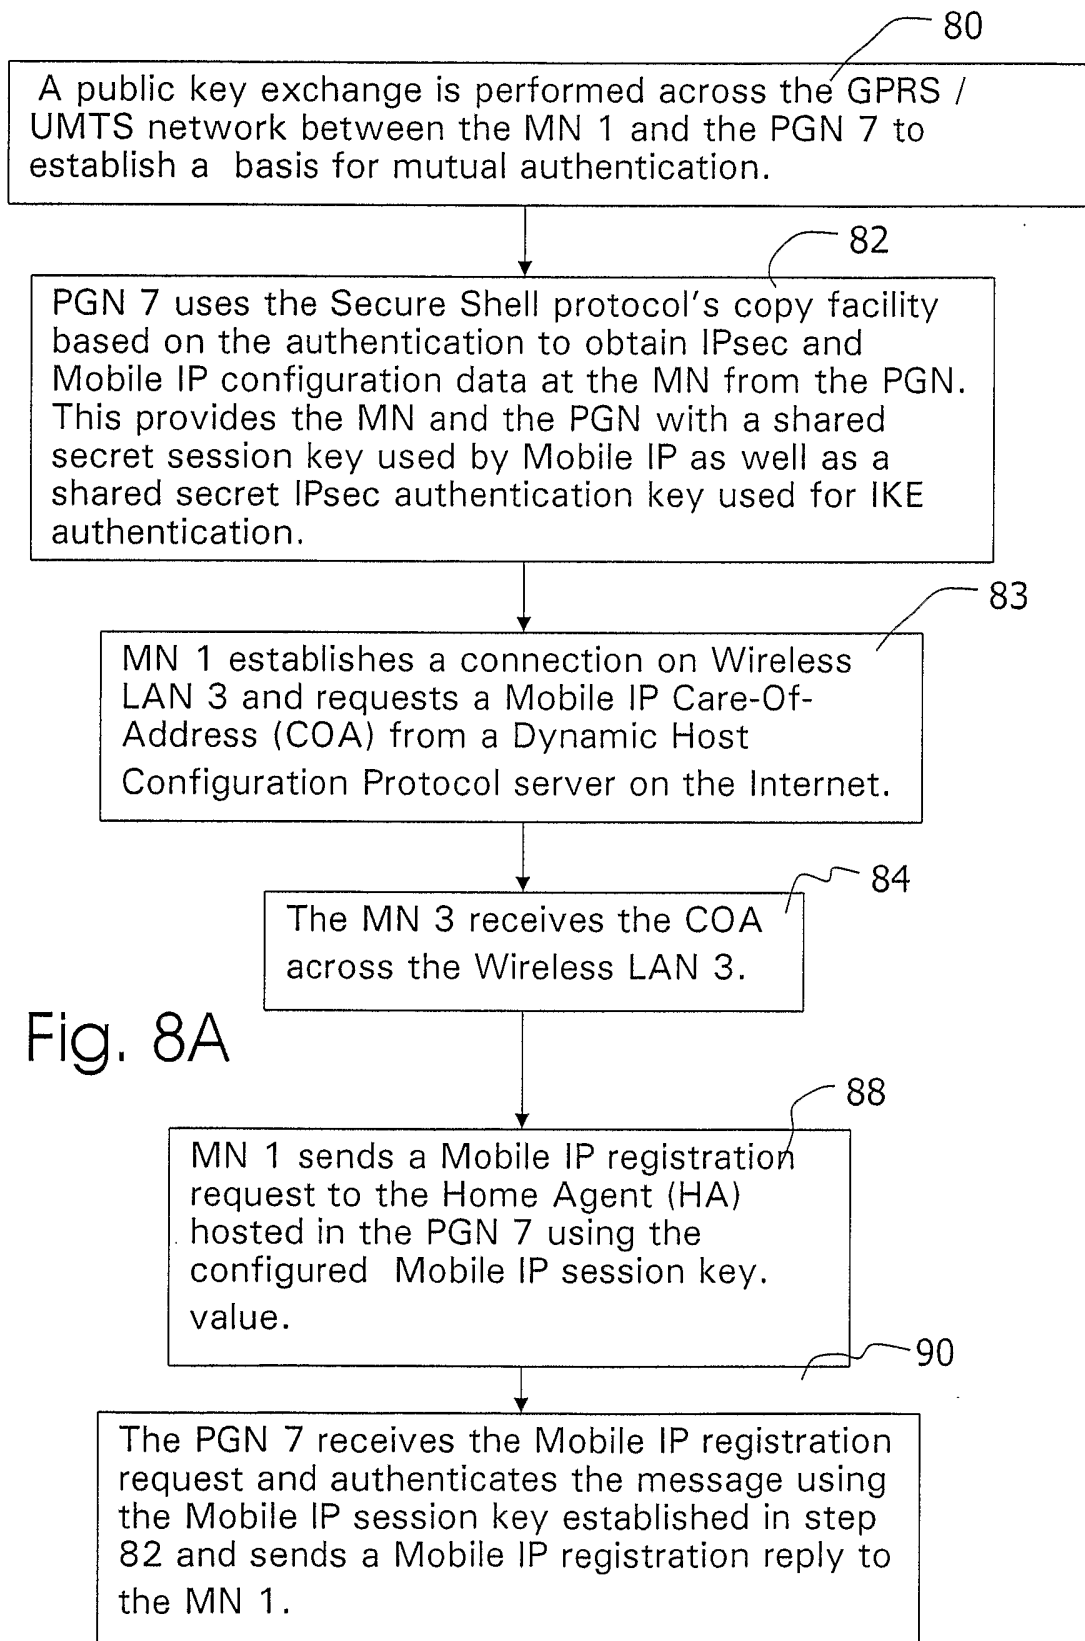 80
A public key exchange is performed across the GPRS /
UMTS network between the MN 1 and the PGN 7 to
establish a basis for mutual authentication.
82
PGN 7 uses the Secure Shell protocol's copy facility
based on the authentication to obtain IPsec and
Mobile IP configuration data at the MN from the PGN.
This provides the MN and the PGN with a shared
secret session key used by Mobile IP as well as a
shared secret IPsec authentication key used for IKE
authentication.
83
MN 1 establishes a connection on Wireless
LAN 3 and requests a Mobile IP Care-Of-
Address (COA) from a Dynamic Host
Configuration Protocol server on the Internet.
84
The MN 3 receives the COA
across the Wireless LAN 3.
Fig. 8A
88
MN 1 sends a Mobile IP registration
request to the Home Agent (HA)
hosted in the PGN 7 using the
configured Mobile IP session key.
value.
90
The PGN 7 receives the Mobile IP registration
request and authenticates the message using
the Mobile IP session key established in step
82 and sends a Mobile IP registration reply to
the MN 1.